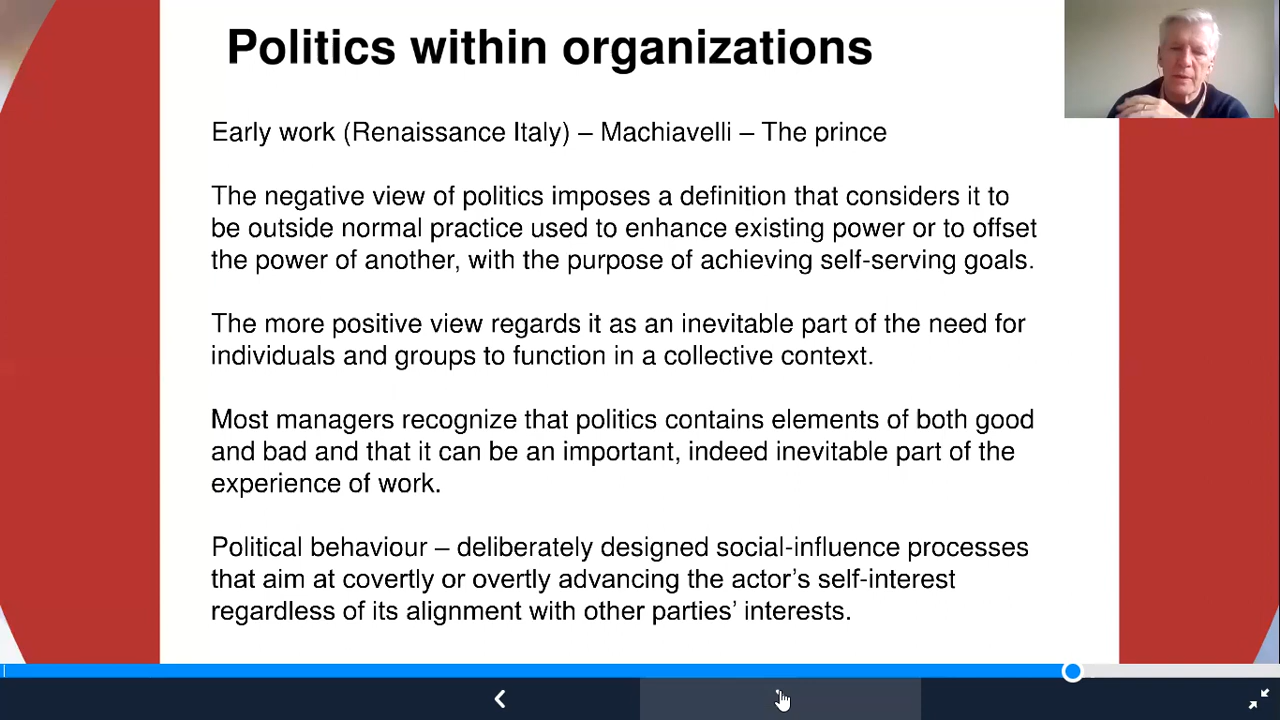 Politics within organizations
Early work (Renaissance Italy) – Machiavelli – The prince
The negative view of politics imposes a definition that considers it to
be outside normal practice used to enhance existing power or to offset
the power of another, with the purpose of achieving self-serving goals.
The more positive view regards it as an inevitable part of the need for
individuals and groups to function in a collective context.
Most managers recognize that politics contains elements of both good
and bad and that it can be an important, indeed inevitable part of the
experience of work.
Political behaviour – deliberately designed social-influence processes
that aim at covertly or overtly advancing the actor’s self-interest
regardless of its alignment with other parties’ interests.